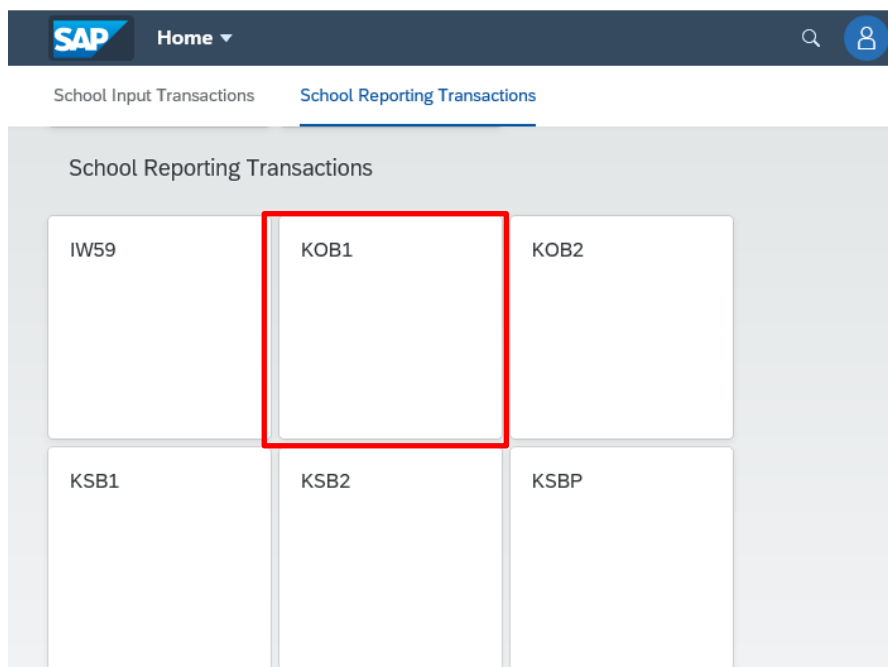 SAP Home
School Input Transactions School Reporting Transactions
School Reporting Transactions
IW59 KOB1 KOB2
KSB1 KSB2 KSBP